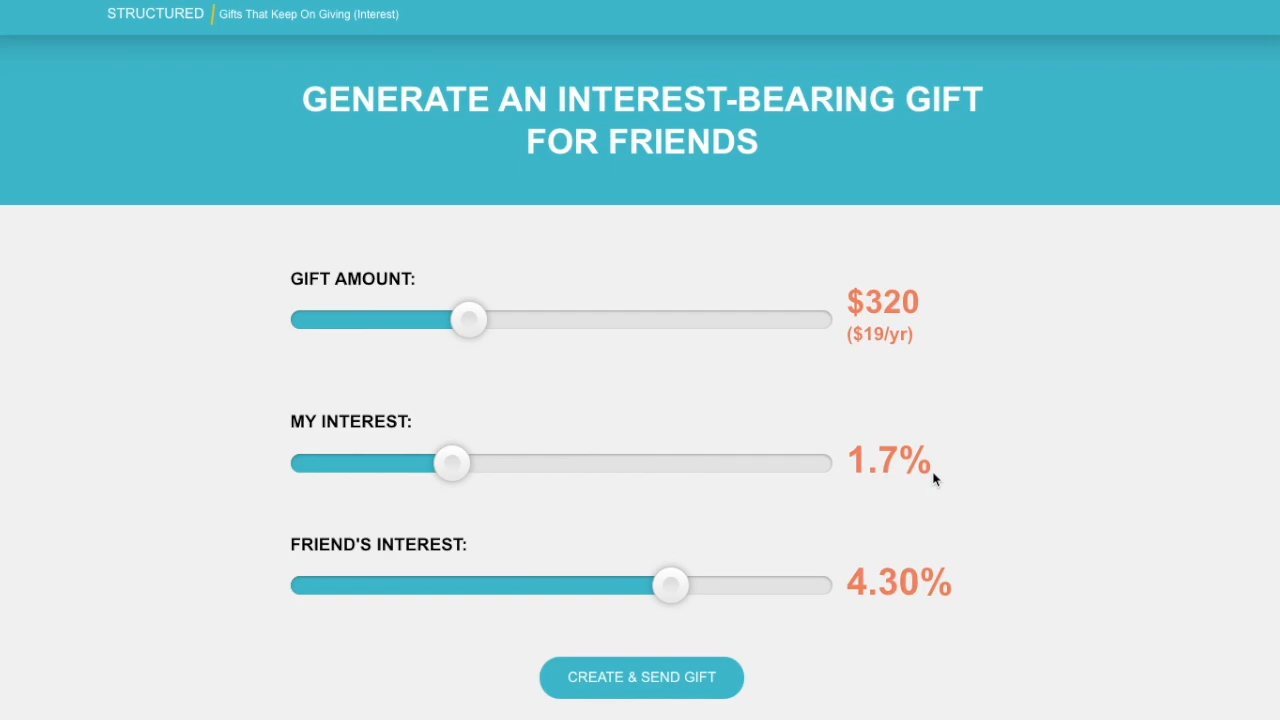 STRUCTURED | Gifts That Keep On Giving (Interest)
GENERATE AN INTEREST-BEARING GIFT
FOR FRIENDS
GIFT AMOUNT:
$320
($19/yr)
MY INTEREST:
1.7%
FRIEND'S INTEREST:
4.30%
CREATE & SEND GIFT